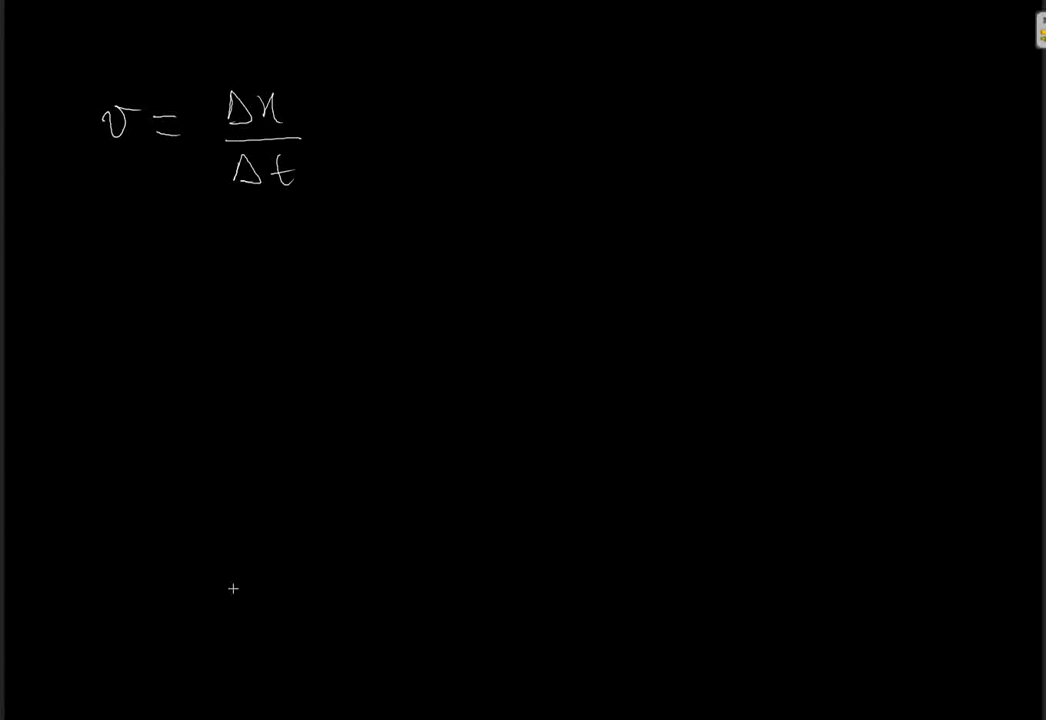 v = Δx / Δt